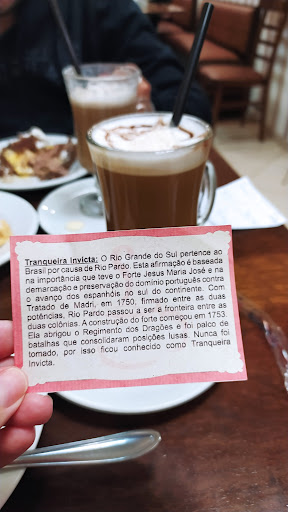 Tranqueira Invicta: O Rio Grande do Sul pertence ao
Brasil por causa de Rio Pardo. Esta afirmação é baseada
na importância que teve o Forte Jesus Maria José e na
demarcação e preservação do domínio português contra
o avanço dos espanhóis no sul do continente. Com
Tratado de Madri, em 1750, firmado entre as duas
potências, Rio Pardo passou a ser a fronteira entre as
duas colônias. A construção do forte começou em 1753.
Ela abrigou o Regimento dos Dragões e foi palco de
batalhas que consolidaram posições lusas. Nunca foi
tomado, por isso ficou conhecido como Tranqueira
Invicta.